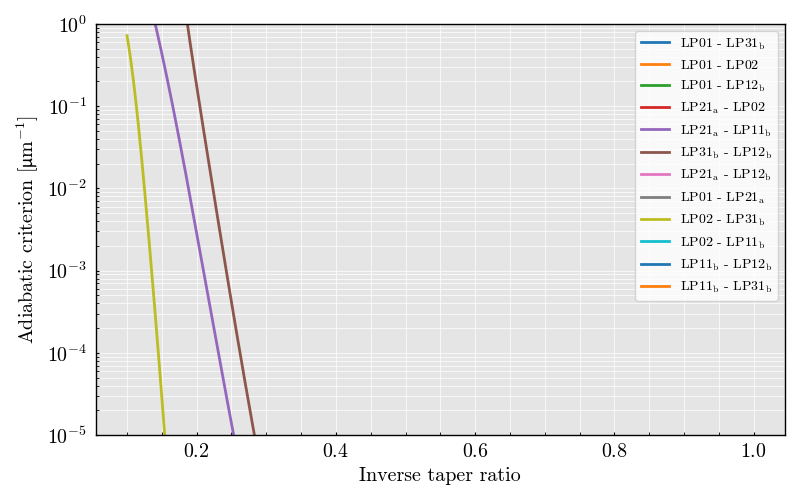 10⁰
10⁻¹
10⁻²
10⁻³
10⁻⁴
10⁻⁵
Adiabatic criterion [µm⁻¹]
LP01 - LP31b
LP01 - LP02
LP01 - LP12b
LP21a - LP02
LP21a - LP11b
LP31b - LP12b
LP21a - LP12b
LP01 - LP21a
LP02 - LP31b
LP02 - LP11b
LP11b - LP12b
LP11b - LP31b
0.2 0.4 0.6 0.8 1.0
Inverse taper ratio